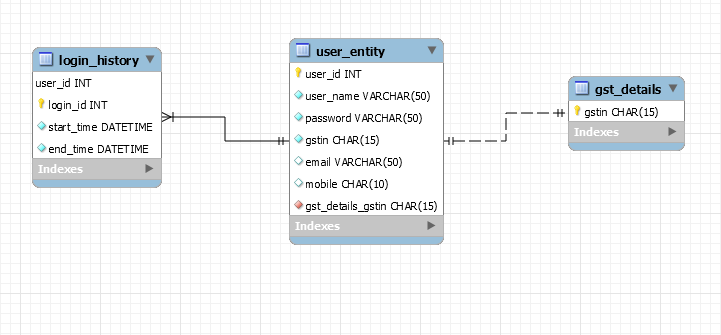 login_history
user_id INT
login_id INT
start_time DATETIME
end_time DATETIME
Indexes
user_entity
user_id INT
user_name VARCHAR(50)
password VARCHAR(50)
gstin CHAR(15)
email VARCHAR(50)
mobile CHAR(10)
gst_details_gstin CHAR(15)
Indexes
gst_details
gstin CHAR(15)
Indexes